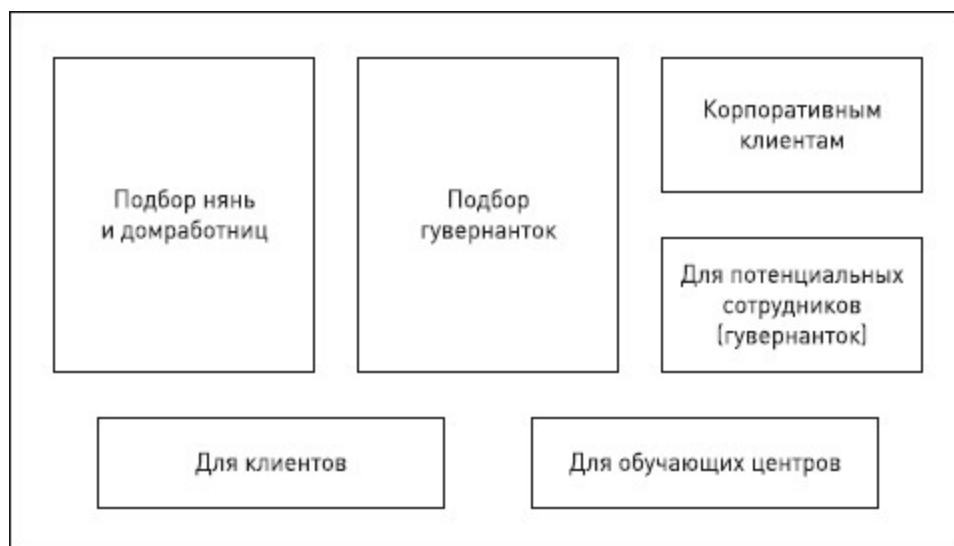 Подбор нянь
и домработниц
Подбор
гувернанток
Корпоративным
клиентам
Для потенциальных
сотрудников
(гувернанток)
Для клиентов
Для обучающих центров